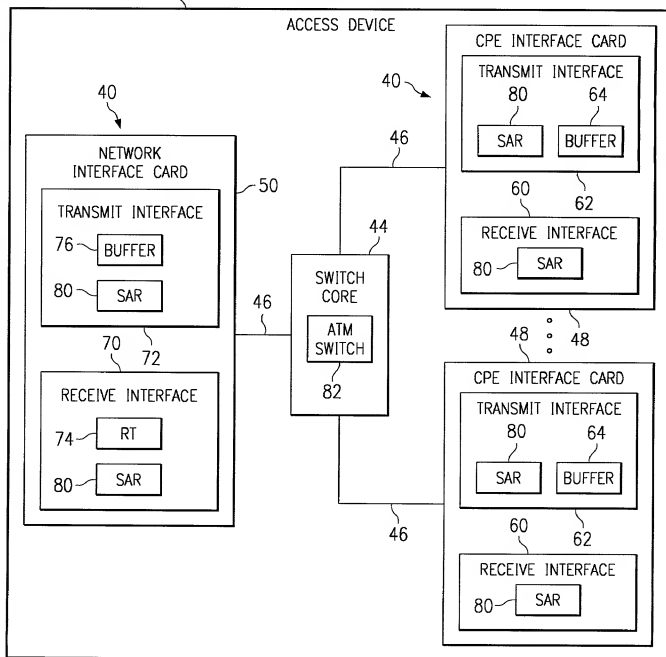 ACCESS DEVICE
40
NETWORK
INTERFACE CARD
50
TRANSMIT INTERFACE
76
BUFFER
80
SAR
70
72
RECEIVE INTERFACE
74
RT
80
SAR
46
44
SWITCH
CORE
ATM
SWITCH
82
46
46
40
CPE INTERFACE CARD
TRANSMIT INTERFACE
80
64
SAR
BUFFER
60
62
RECEIVE INTERFACE
80
SAR
48
48
CPE INTERFACE CARD
TRANSMIT INTERFACE
80
64
SAR
BUFFER
60
62
RECEIVE INTERFACE
80
SAR